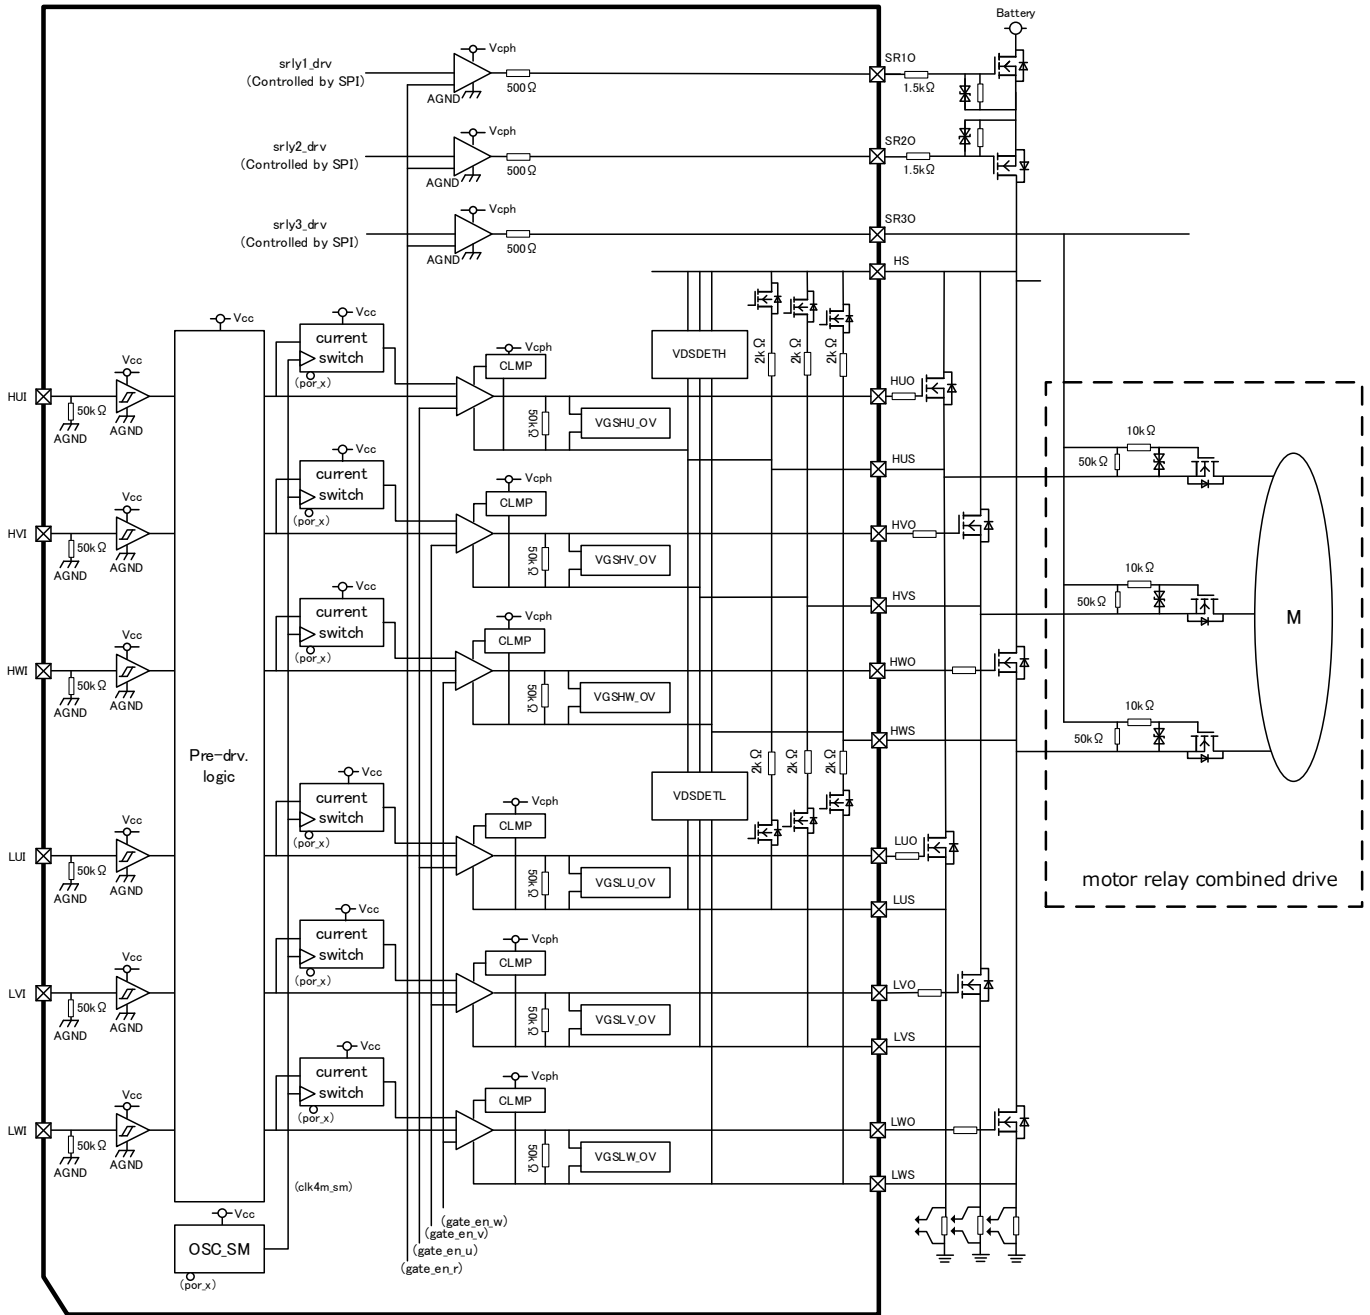 Battery
Vcph
srly1_drv
(Controlled by SPI)
AGND
500Ω
SR1O
1.5kΩ
Vcph
srly2_drv
(Controlled by SPI)
AGND
500Ω
SR2O
1.5kΩ
Vcph
srly3_drv
(Controlled by SPI)
AGND
500Ω
SR3O
HS
Vcc
Vcc
current
switch
(por_x)
Vcph
CLMP
VDSDETH
2kΩ
2kΩ
2kΩ
HUI
50kΩ
AGND
Vcc
AGND
50kΩ
VGSHU_OV
HUO
HUS
Vcc
current
switch
(por_x)
Vcph
CLMP
HVI
50kΩ
AGND
Vcc
AGND
50kΩ
VGSHV_OV
HVO
HVS
Vcc
current
switch
(por_x)
Vcph
CLMP
HWI
50kΩ
AGND
Vcc
AGND
50kΩ
VGSHW_OV
HWO
HWS
10kΩ
50kΩ
10kΩ
50kΩ
10kΩ
50kΩ
M
motor relay combined drive
Pre-drv.
logic
2kΩ
2kΩ
2kΩ
VDSDETL
Vcc
current
switch
(por_x)
Vcph
CLMP
LUI
50kΩ
AGND
Vcc
AGND
50kΩ
VGSLU_OV
LUO
LUS
Vcc
current
switch
(por_x)
Vcph
CLMP
LVI
50kΩ
AGND
Vcc
AGND
50kΩ
VGSLV_OV
LVO
LVS
Vcc
current
switch
(por_x)
Vcph
CLMP
LWI
50kΩ
AGND
Vcc
AGND
50kΩ
VGSLW_OV
LWO
LWS
(clk4m_sm)
Vcc
OSC_SM
(por_x)
(gate_en_w)
(gate_en_v)
(gate_en_u)
(gate_en_r)